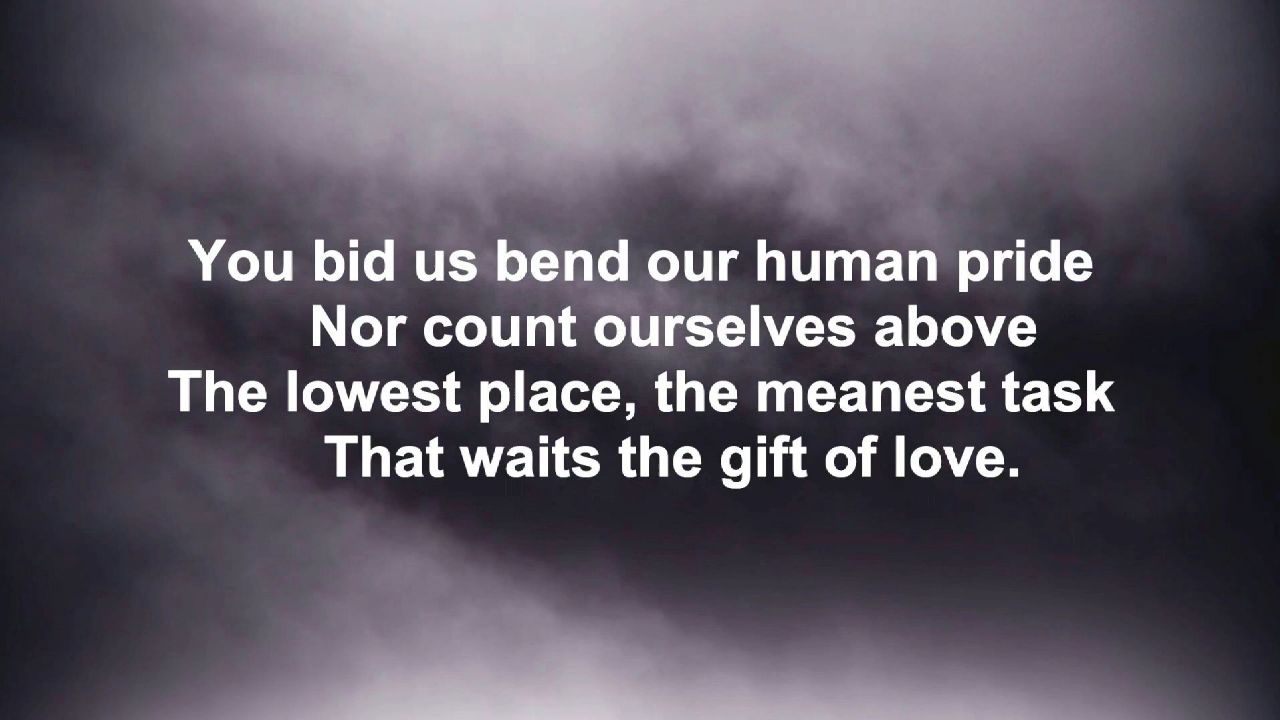 You bid us bend our human pride
Nor count ourselves above
The lowest place, the meanest task
That waits the gift of love.